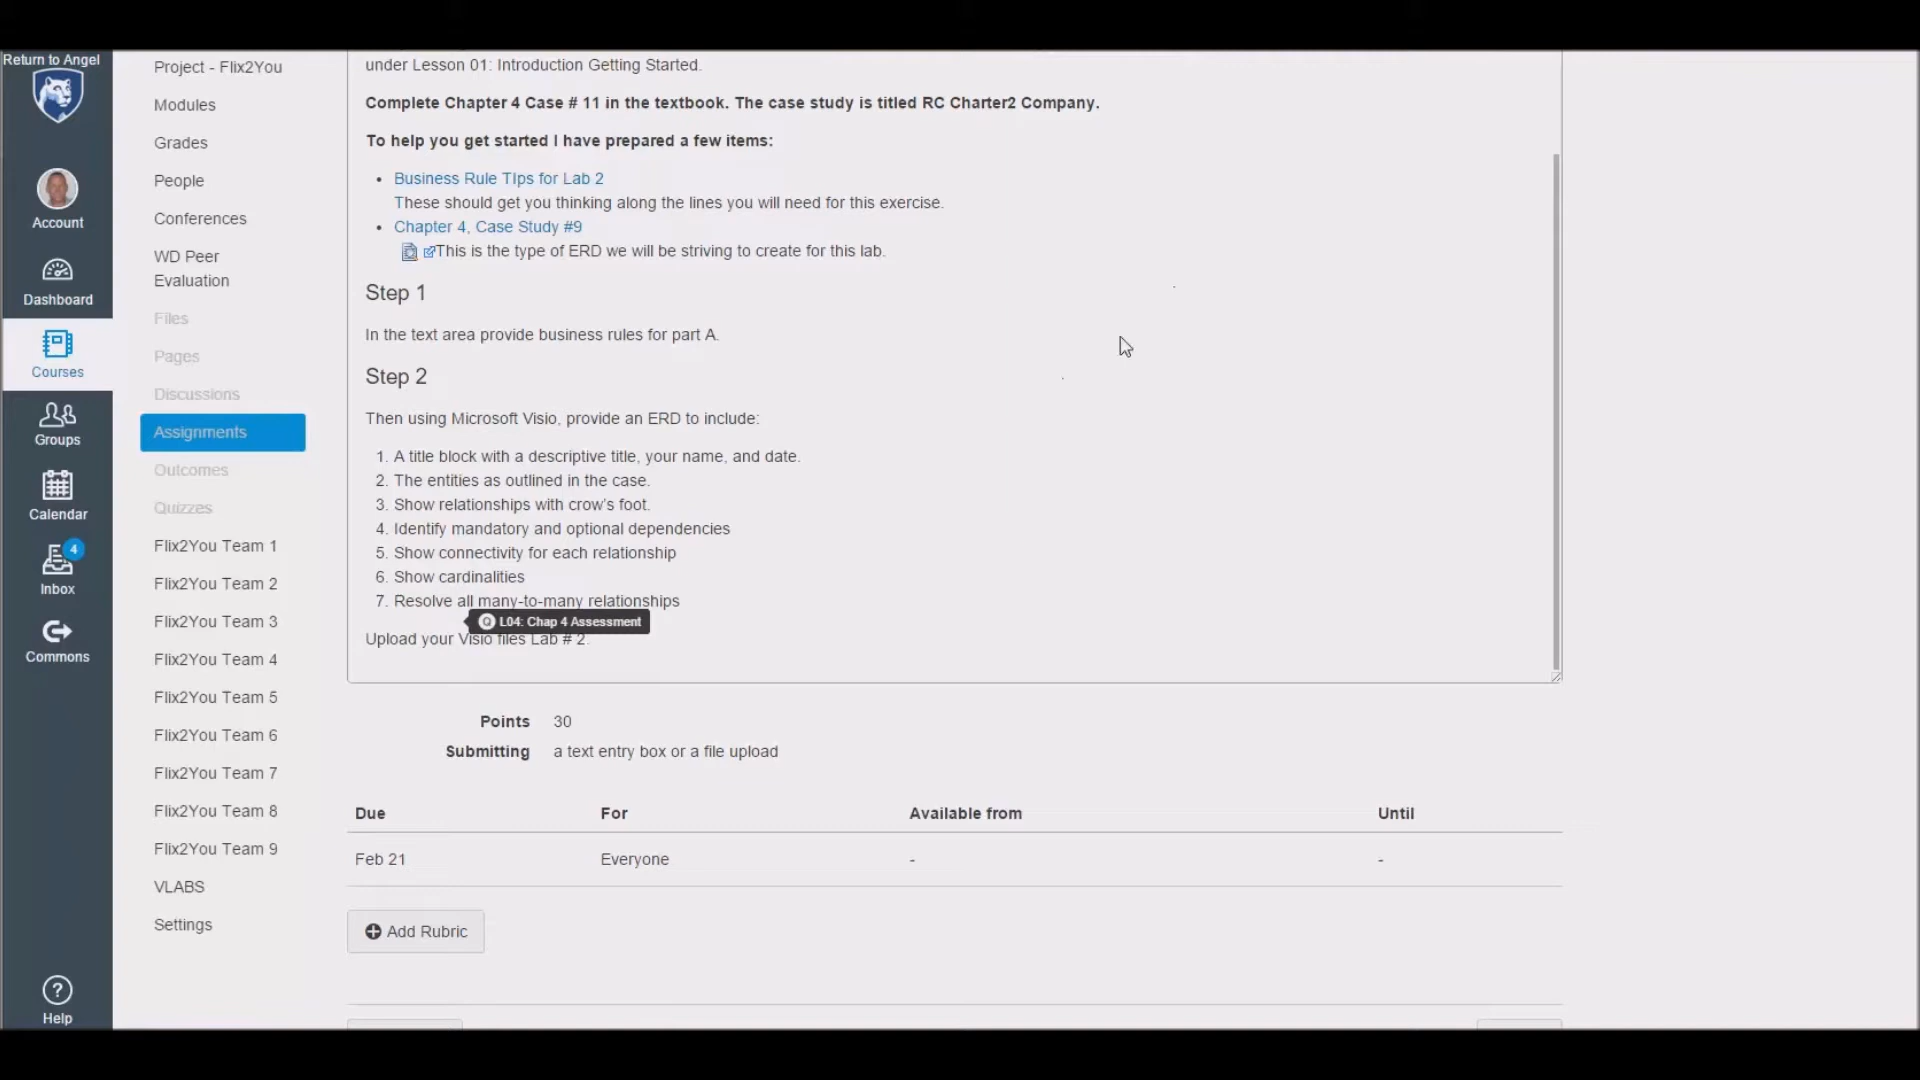 Return to Angel
Account
Dashboard
Courses
Groups
Calendar
4
Inbox
Commons
Help
Project - Flix2You
Modules
Grades
People
Conferences
WD Peer
Evaluation
Files
Pages
Discussions
Assignments
Outcomes
Quizzes
Flix2You Team 1
Flix2You Team 2
Flix2You Team 3
Flix2You Team 4
Flix2You Team 5
Flix2You Team 6
Flix2You Team 7
Flix2You Team 8
Flix2You Team 9
VLABS
Settings
under Lesson 01: Introduction Getting Started.
Complete Chapter 4 Case # 11 in the textbook. The case study is titled RC Charter2 Company.
To help you get started I have prepared a few items:
• Business Rule TIps for Lab 2
These should get you thinking along the lines you will need for this exercise.
• Chapter 4, Case Study #9
This is the type of ERD we will be striving to create for this lab.
Step 1
In the text area provide business rules for part A.
Step 2
Then using Microsoft Visio, provide an ERD to include:
1. A title block with a descriptive title, your name, and date.
2. The entities as outlined in the case.
3. Show relationships with crow's foot.
4. Identify mandatory and optional dependencies
5. Show connectivity for each relationship
6. Show cardinalities
7. Resolve all many-to-many relationships
L04: Chap 4 Assessment
Upload your Visio files Lab # 2.
Points 30
Submitting a text entry box or a file upload
Due For Available from Until
Feb 21 Everyone - -
Add Rubric